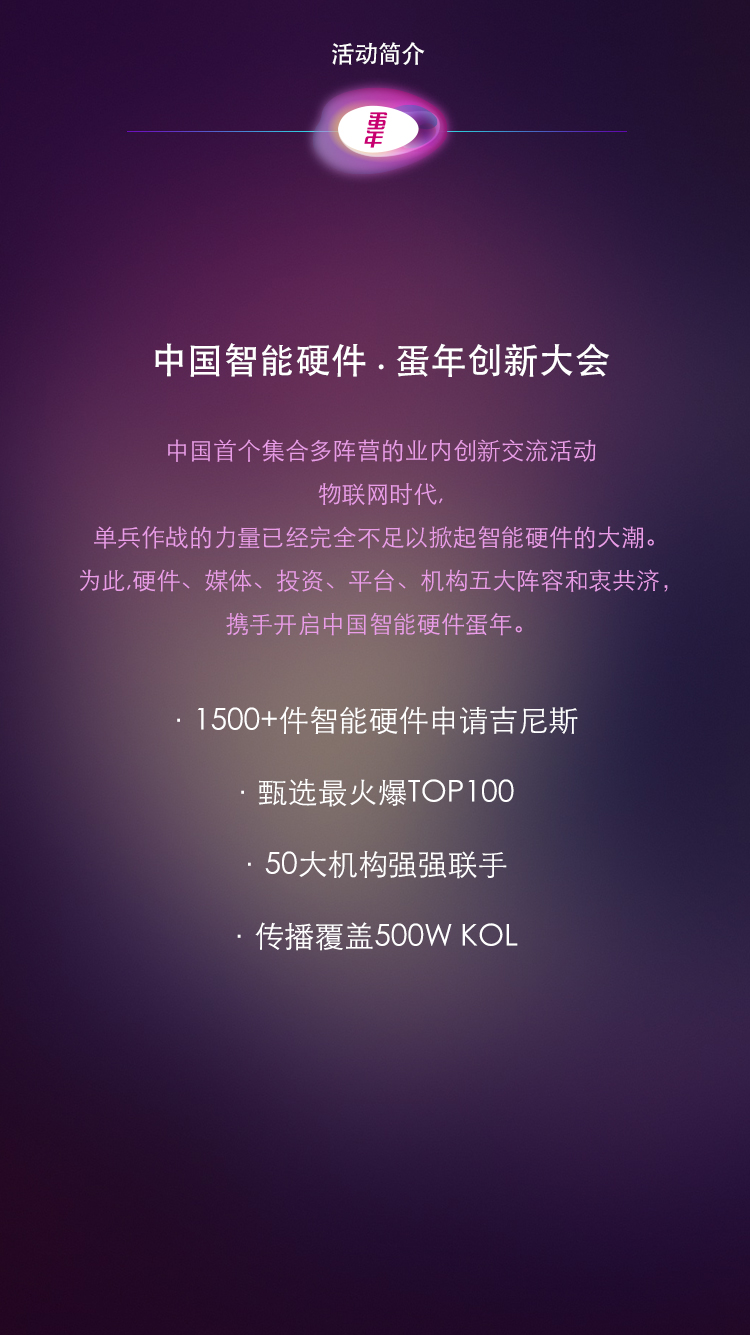 活动简介
蛋年
中国智能硬件 . 蛋年创新大会
中国首个集合多阵营的业内创新交流活动
物联网时代,
单兵作战的力量已经完全不足以掀起智能硬件的大潮。
为此,硬件、媒体、投资、平台、机构五大阵容和衷共济，
携手开启中国智能硬件蛋年。
· 1500+件智能硬件申请吉尼斯
· 甄选最火爆TOP100
· 50大机构强强联手
· 传播覆盖500W KOL